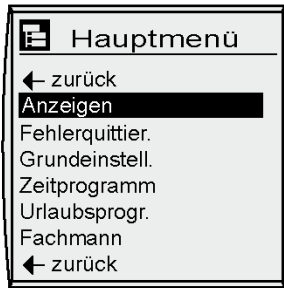 Hauptmenü
← zurück
Anzeigen
Fehlerquittier.
Grundeinstell.
Zeitprogramm
Urlaubsprogr.
Fachmann
← zurück